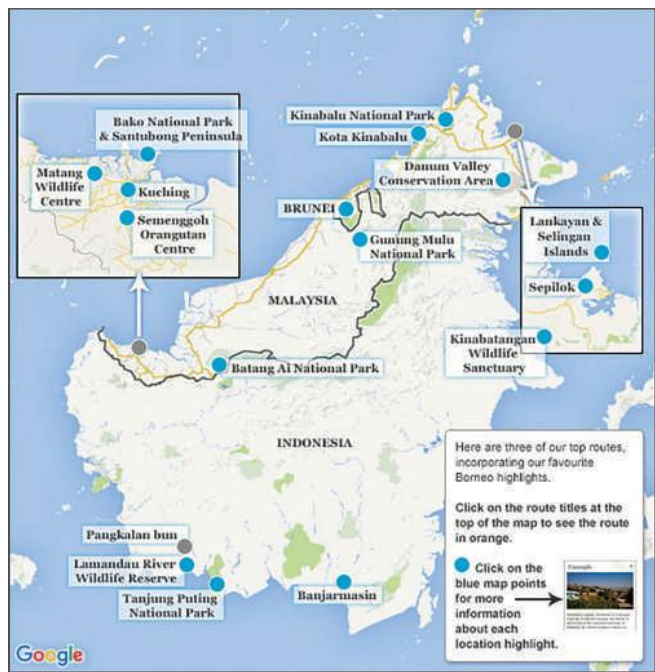 Bako National Park
& Santubong Peninsula
Matang
Wildlife
Centre
Kuching
Semenggoh
Orangutan
Centre
Kinabalu National Park
Kota Kinabalu
Danum Valley
Conservation Area
BRUNEI
Gunung Mulu
National Park
Lankayan &
Selingan
Islands
Sepilok
MALAYSIA
Kinabatangan
Wildlife
Sanctuary
Batang Ai National Park
INDONESIA
Pangkalan bun
Lamandau River
Wildlife Reserve
Tanjung Puting
National Park
Banjarmasin
Here are three of our top routes,
incorporating our favourite
Borneo highlights.
Click on the route titles at the
top of the map to see the route
in orange.
Click on the
blue map points
for more
information
about each
location highlight.
Google